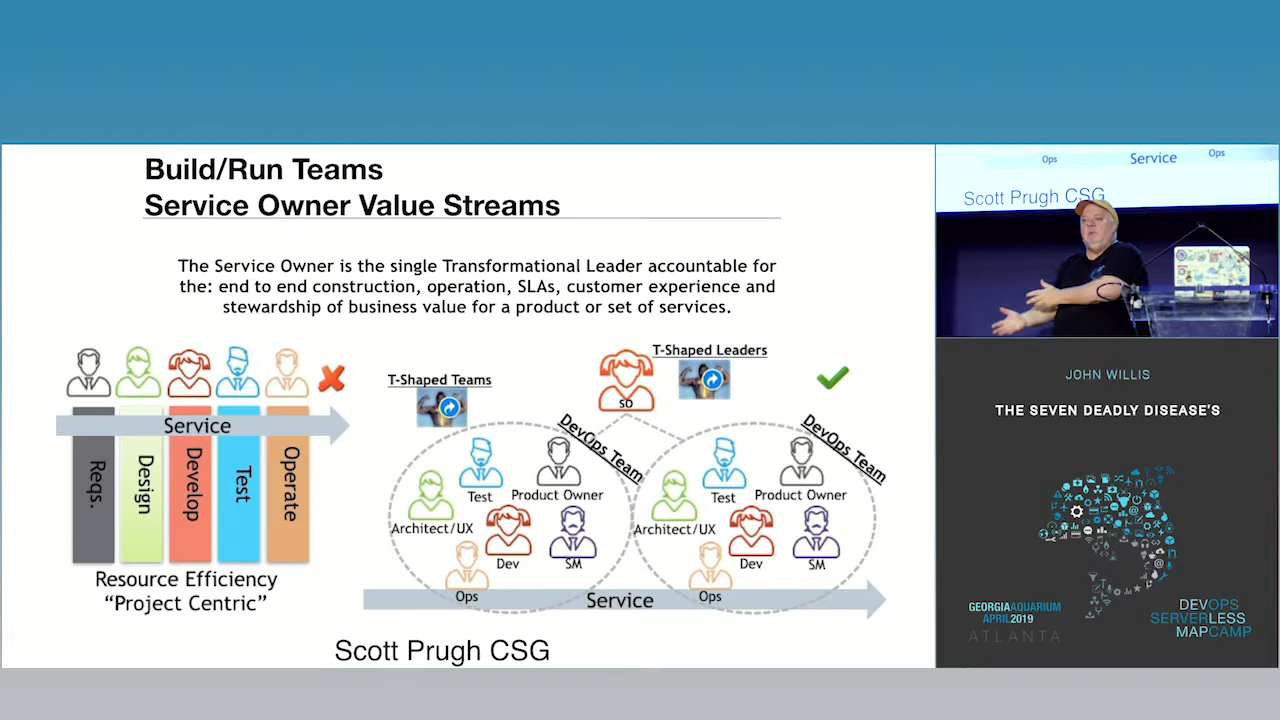 Build/Run Teams
Service Owner Value Streams
The Service Owner is the single Transformational Leader accountable for
the: end to end construction, operation, SLAs, customer experience and
stewardship of business value for a product or set of services.
Service
Reqs.
Design
Develop
Test
Operate
Resource Efficiency
“Project Centric”
T-Shaped Teams
T-Shaped Leaders
SO
DevOps Team
Test
Product Owner
Architect/UX
Dev
SM
Ops
DevOps Team
Test
Product Owner
Architect/UX
Dev
SM
Ops
Service
Scott Prugh CSG
Ops
Service
Ops
Scott Prugh CSG
JOHN WILLIS
THE SEVEN DEADLY DISEASE'S
GEORGIAAQUARIUM
APRIL2019
ATLANTA
DEVOPS
SERVERLESS
MAPCAMP